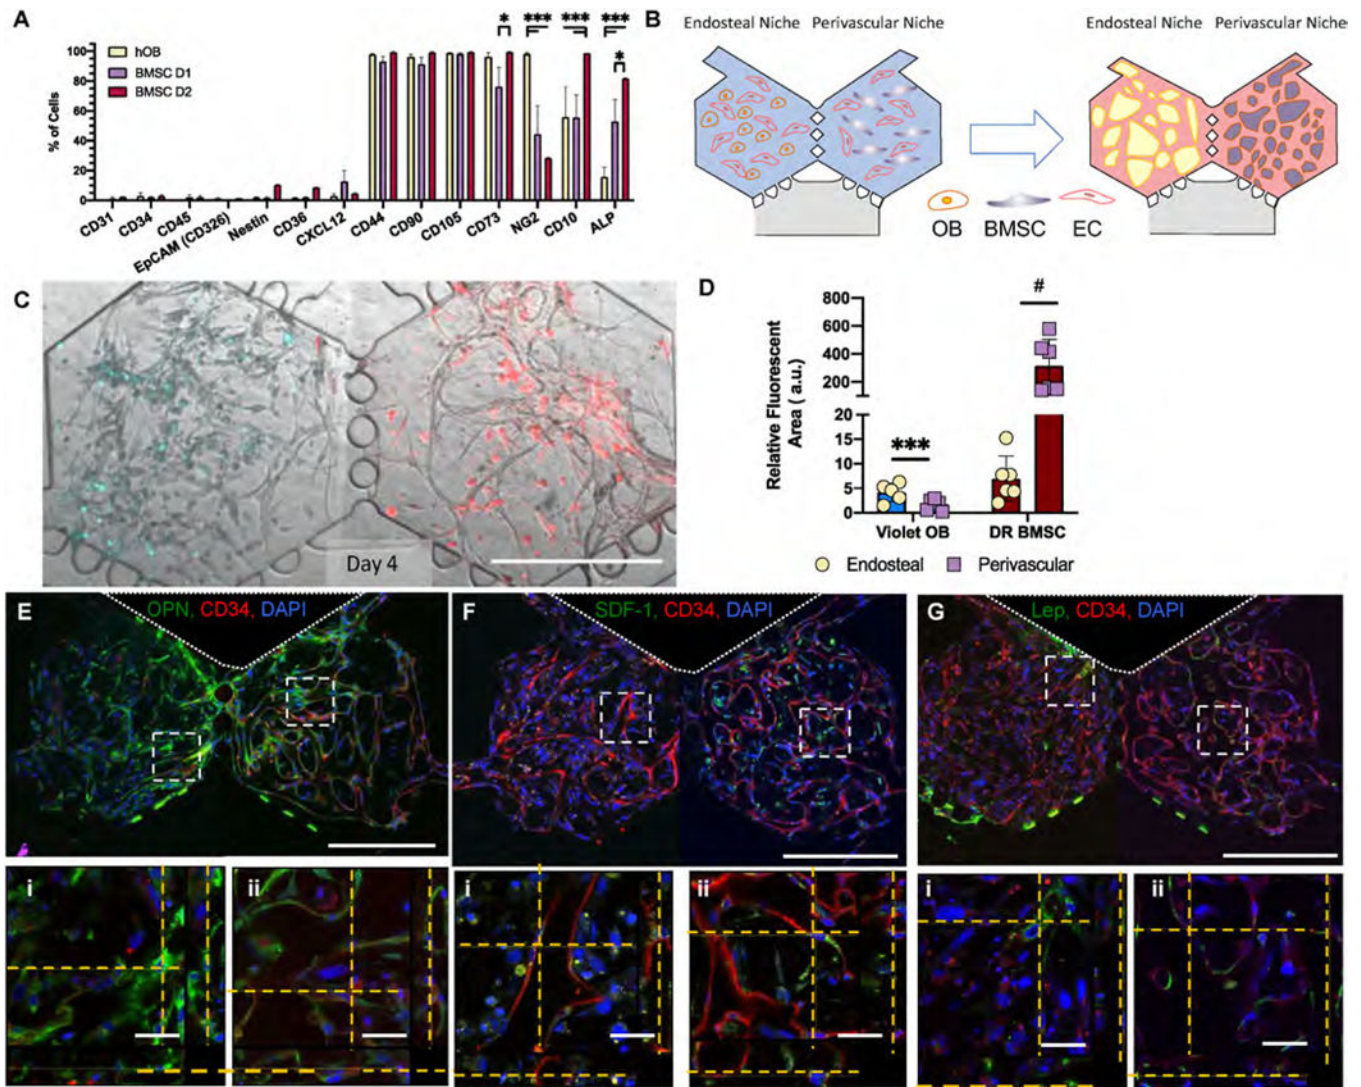 A
* *** *** ***
*
% of Cells
100
80
60
40
20
0
hOB
BMSC D1
BMSC D2
CD31
CD34
CD45
EpCAM (CD326)
Nestin
CD36
CXCL12
CD44
CD90
CD105
CD73
NG2
CD10
ALP
B
Endosteal Niche Perivascular Niche
Endosteal Niche Perivascular Niche
OB BMSC EC
C
Day 4
D
Relative Fluorescent
Area ( a.u.)
800
600
400
200
20
15
10
5
0
***
#
Violet OB DR BMSC
Endosteal Perivascular
E
OPN, CD34, DAPI
F
SDF-1, CD34, DAPI
G
Lep, CD34, DAPI
i
ii
i
ii
i
ii